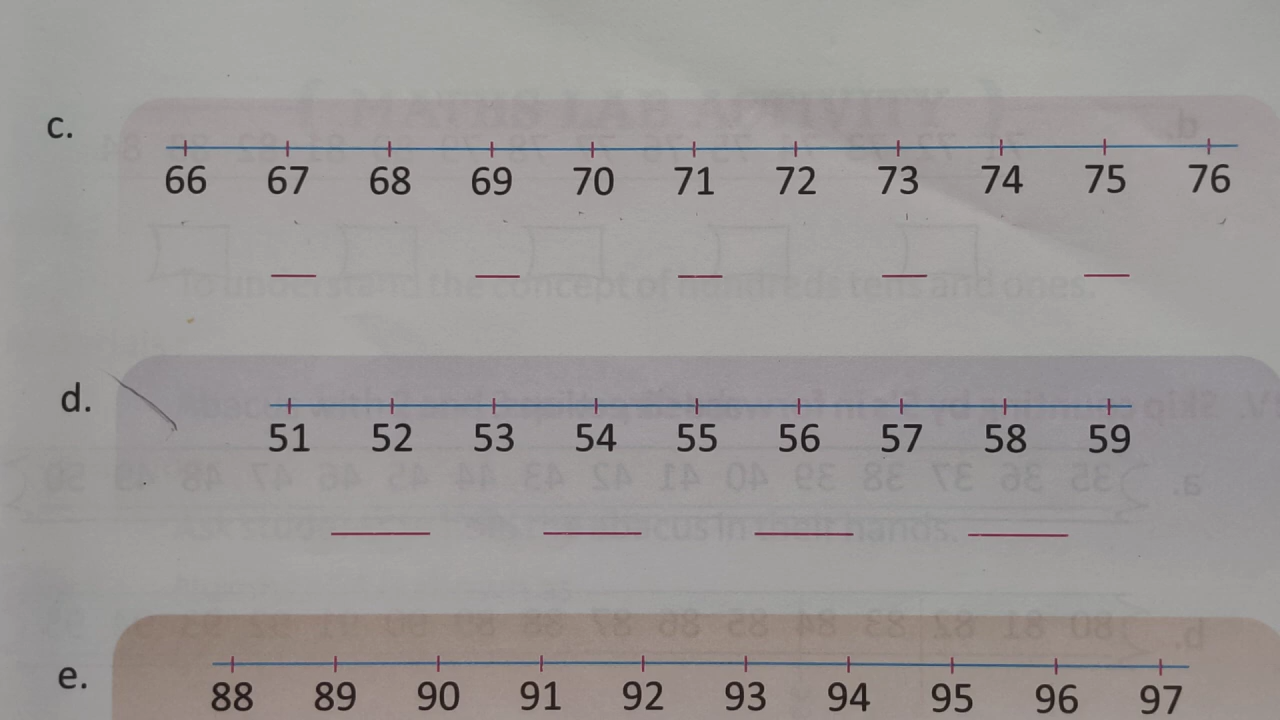 c.
66 67 68 69 70 71 72 73 74 75 76
d.
51 52 53 54 55 56 57 58 59
e.
88 89 90 91 92 93 94 95 96 97